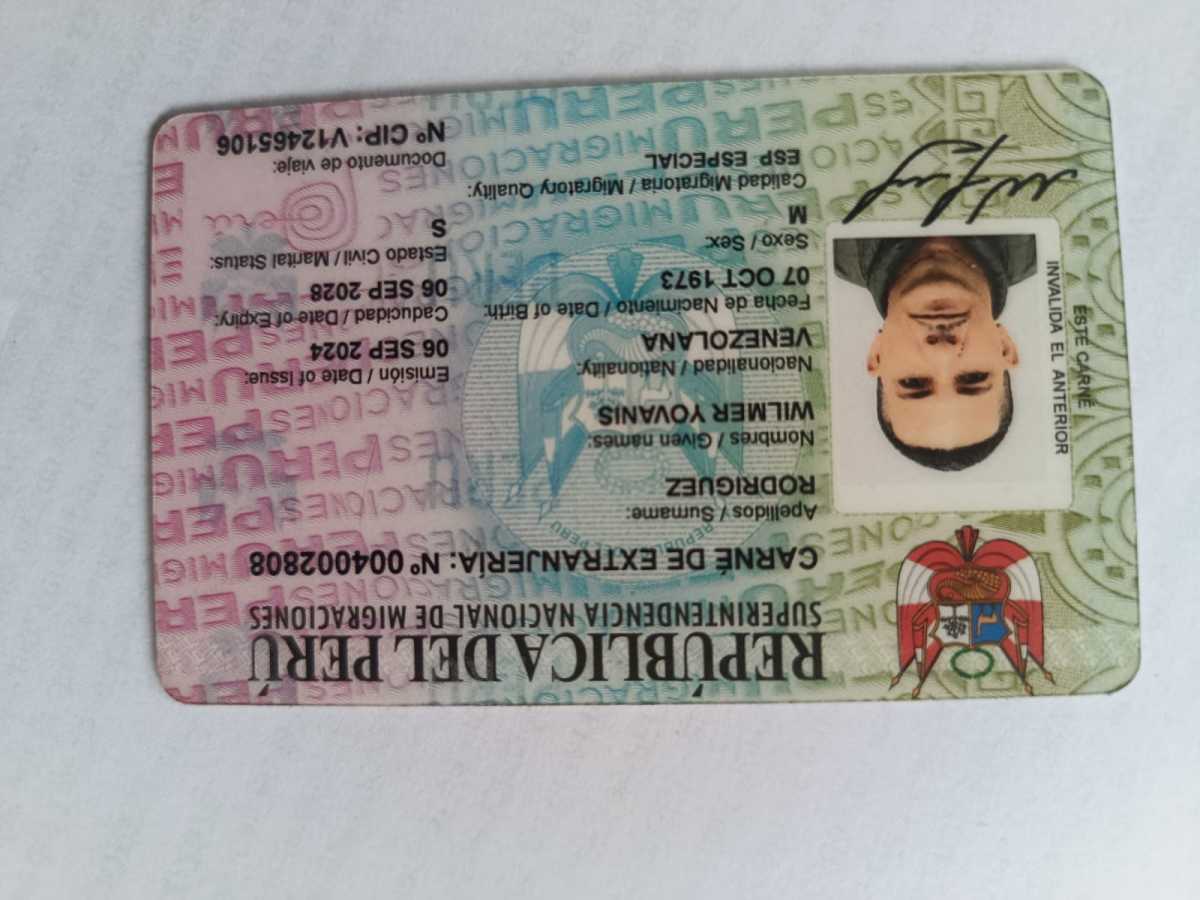 REPÚBLICA DEL PERÚ
SUPERINTENDENCIA NACIONAL DE MIGRACIONES
CARNÉ DE EXTRANJERÍA: Nº 004002808
Apellidos / Surname:
RODRIGUEZ
Nombres / Given names:
WILMER YOVANIS
Nacionalidad / Nationality:
VENEZOLANA
Fecha de Nacimiento / Date of Birth:
07 OCT 1973
Sexo / Sex:
M
Calidad Migratoria / Migratory Quality:
ESP ESPECIAL
Emisión / Date of Issue:
06 SEP 2024
Caducidad / Date of Expiry:
06 SEP 2028
Estado Civil / Marital Status:
S
Documento de viaje:
Nº CIP: V12465106
ESTE CARNÉ
INVALIDA EL ANTERIOR